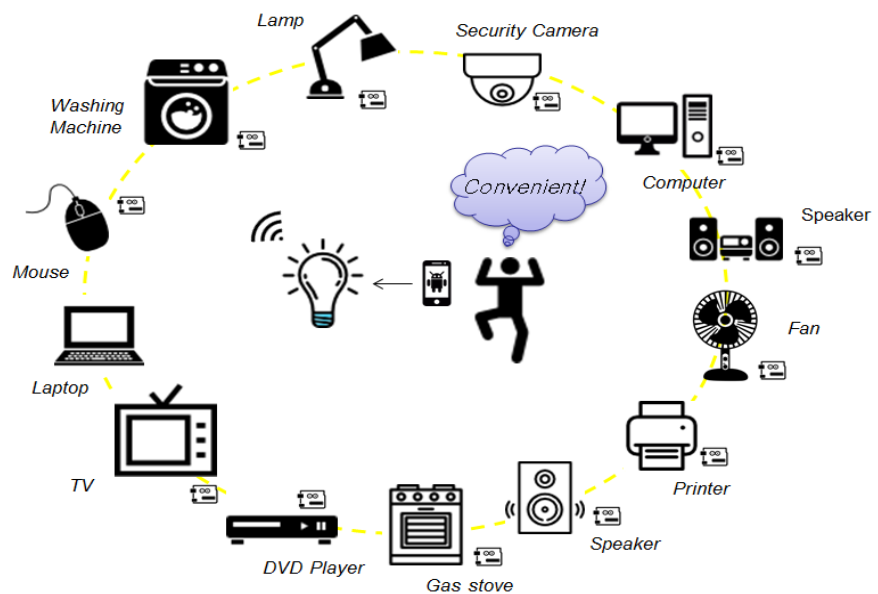 Lamp
Security Camera
Washing
Machine
Computer
Convenient!
Speaker
Mouse
Fan
Laptop
TV
Printer
Speaker
DVD Player
Gas stove